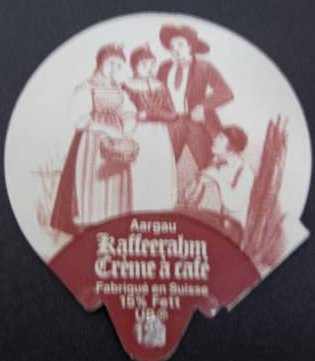 Aargau
Kaffeerahm
Crème à café
Fabriqué en Suisse
15% Fett